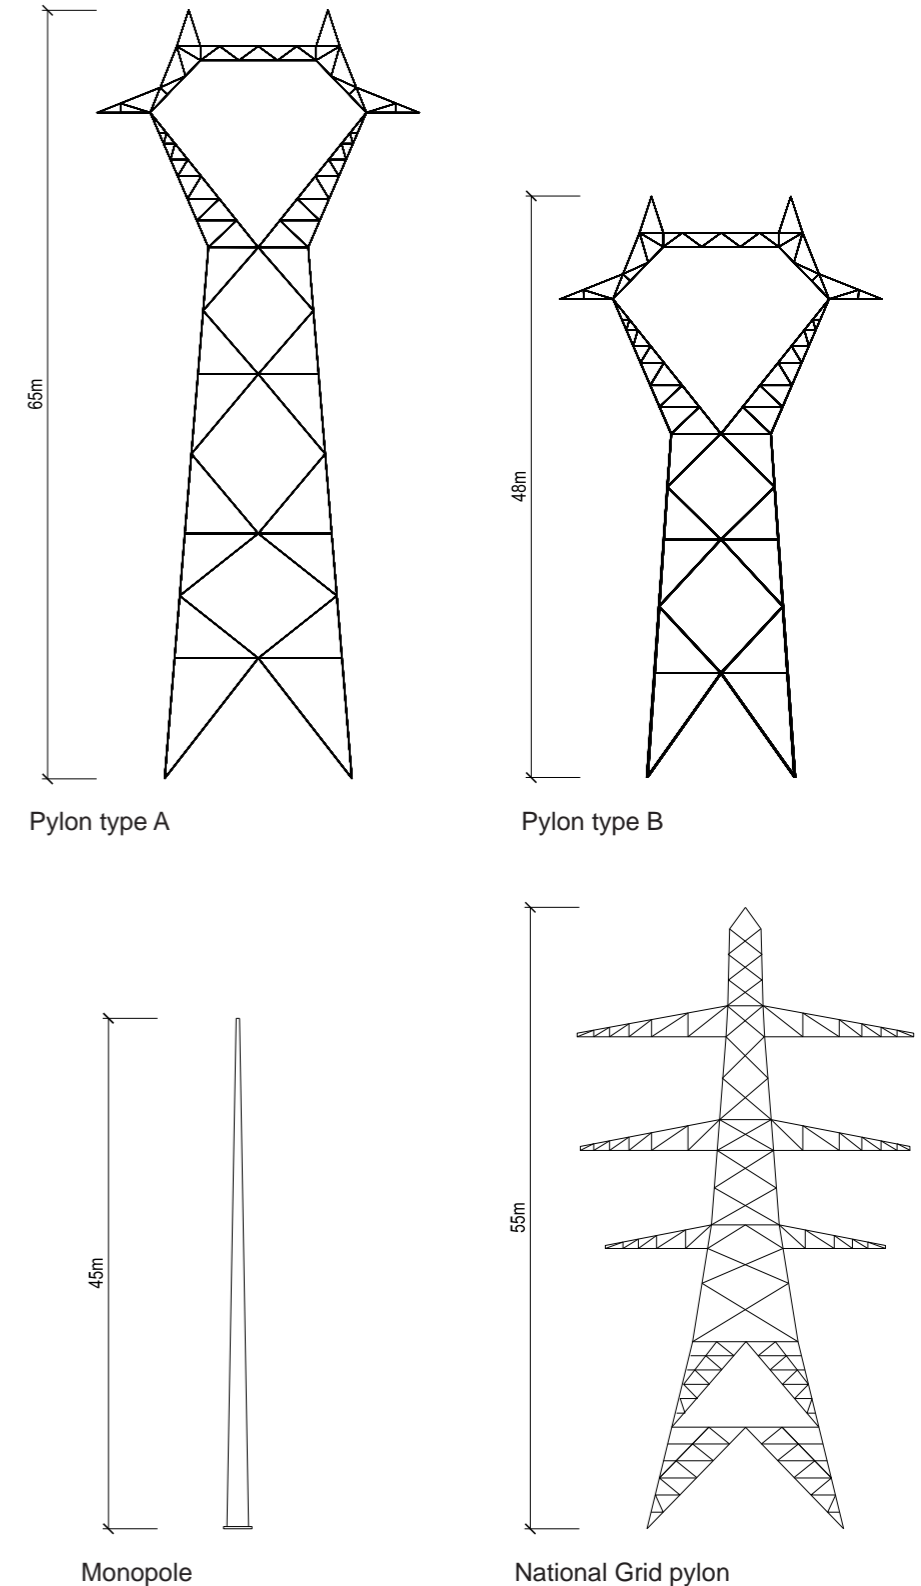 65m
48m
Pylon type A
Pylon type B
45m
55m
Monopole
National Grid pylon